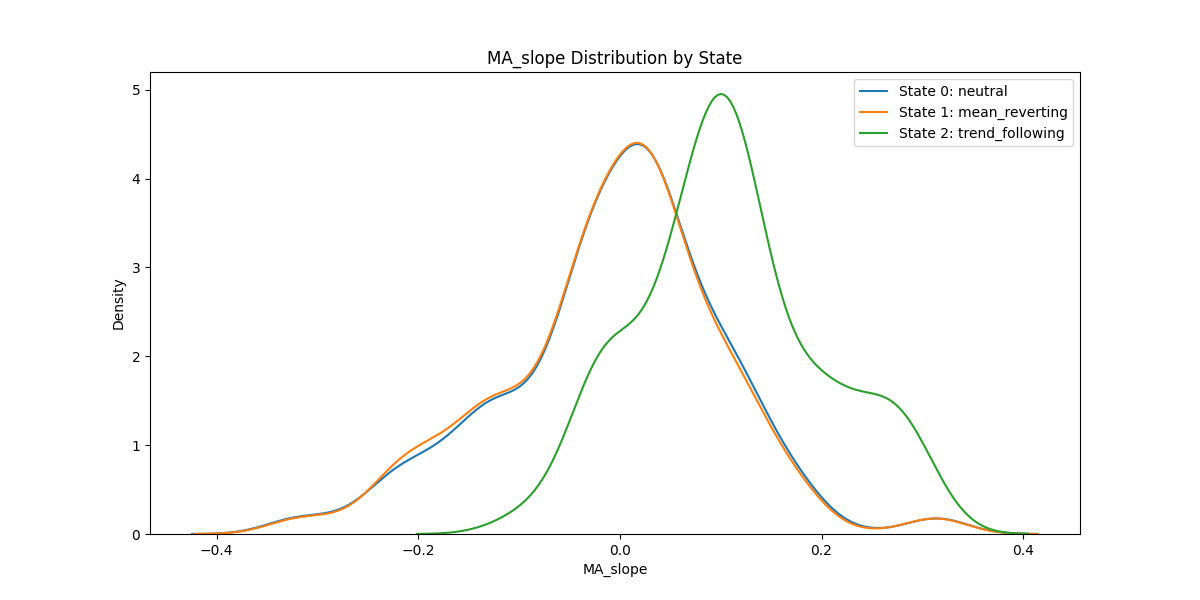 MA_slope Distribution by State
State 0: neutral
State 1: mean_reverting
State 2: trend_following
Density
5
4
3
2
1
0
−0.4 −0.2 0.0 0.2 0.4
MA_slope